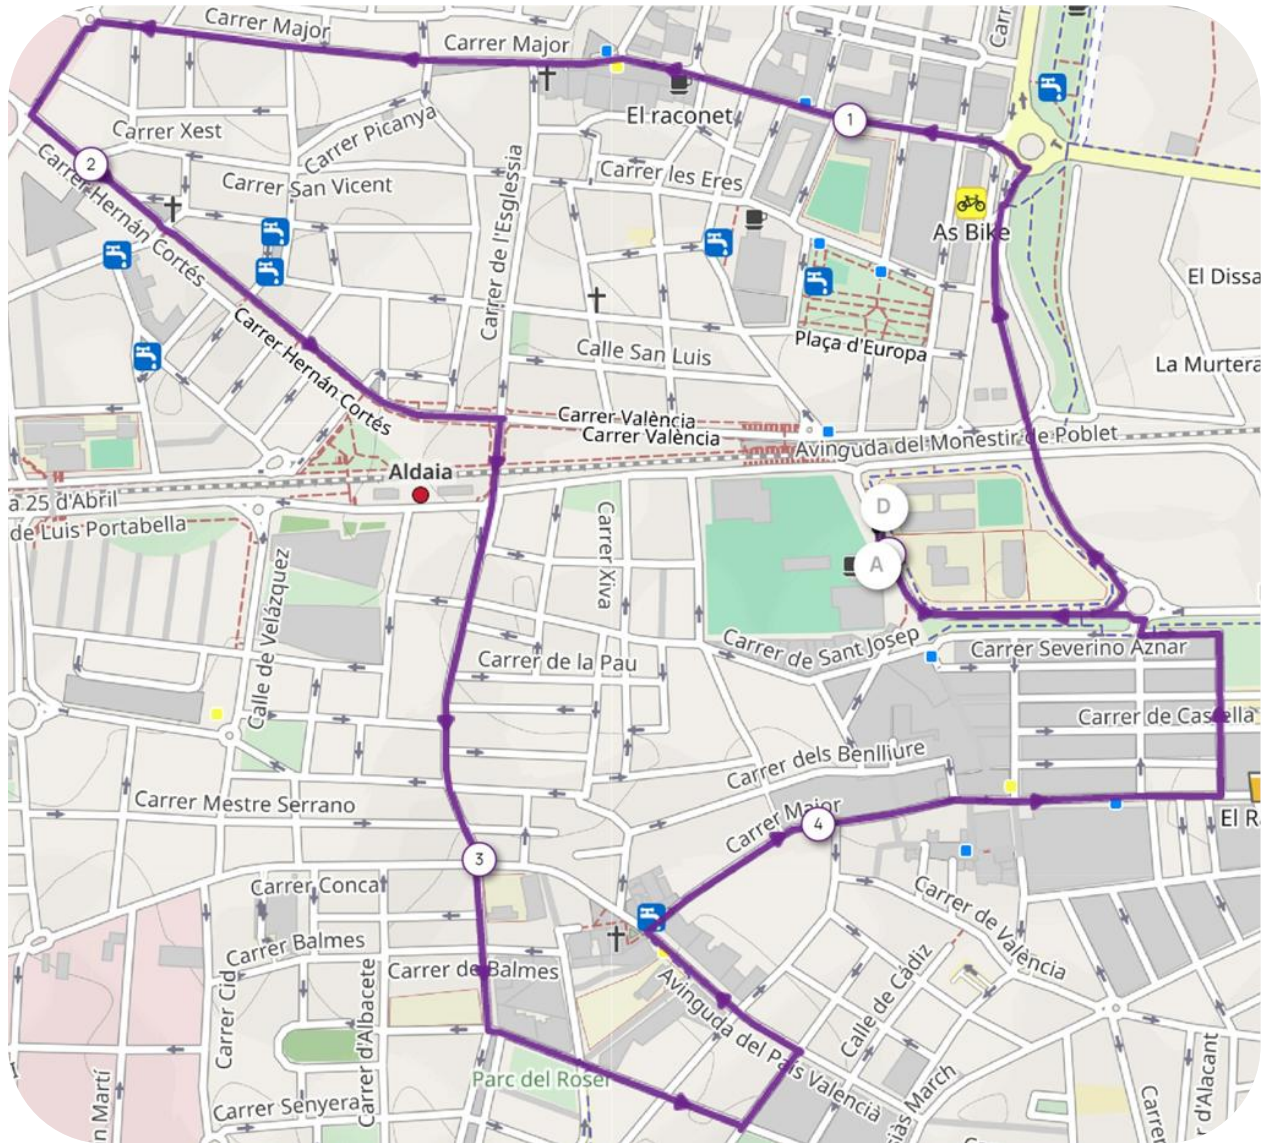 Carrer Major
Carrer Major
Carr
El raconet
1
Carrer Xest
Carrer Picanya
2
Carrer San Vicent
Carrer les Eres
As Bike
Carrer Hernán Cortés
Carrer de l'Esglessia
El Dissa
Carrer Hernán Cortés
Calle San Luis
Plaça d'Europa
La Murtera
Carrer València
Carrer València
Avinguda del Monestir de Poblet
Aldaia
a 25 d'Abril
de Luis Portabella
D
A
Carrer Xiva
Calle de Velázquez
Carrer de la Pau
Carrer de Sant Josep
Carrer Severino Aznar
Carrer de Castella
Carrer dels Benlliure
Carrer Mestre Serrano
Carrer Major
4
El R
3
Carrer Conca
Carrer Balmes
Carrer de Balmes
Carrer de València
Calle de Càdiz
Carrer Cid
Carrer d'Albacete
Avinguda del País Valencià
Parc del Roser
Carrer Senyera
n Martí
iàs March
Carre
d'Alacant